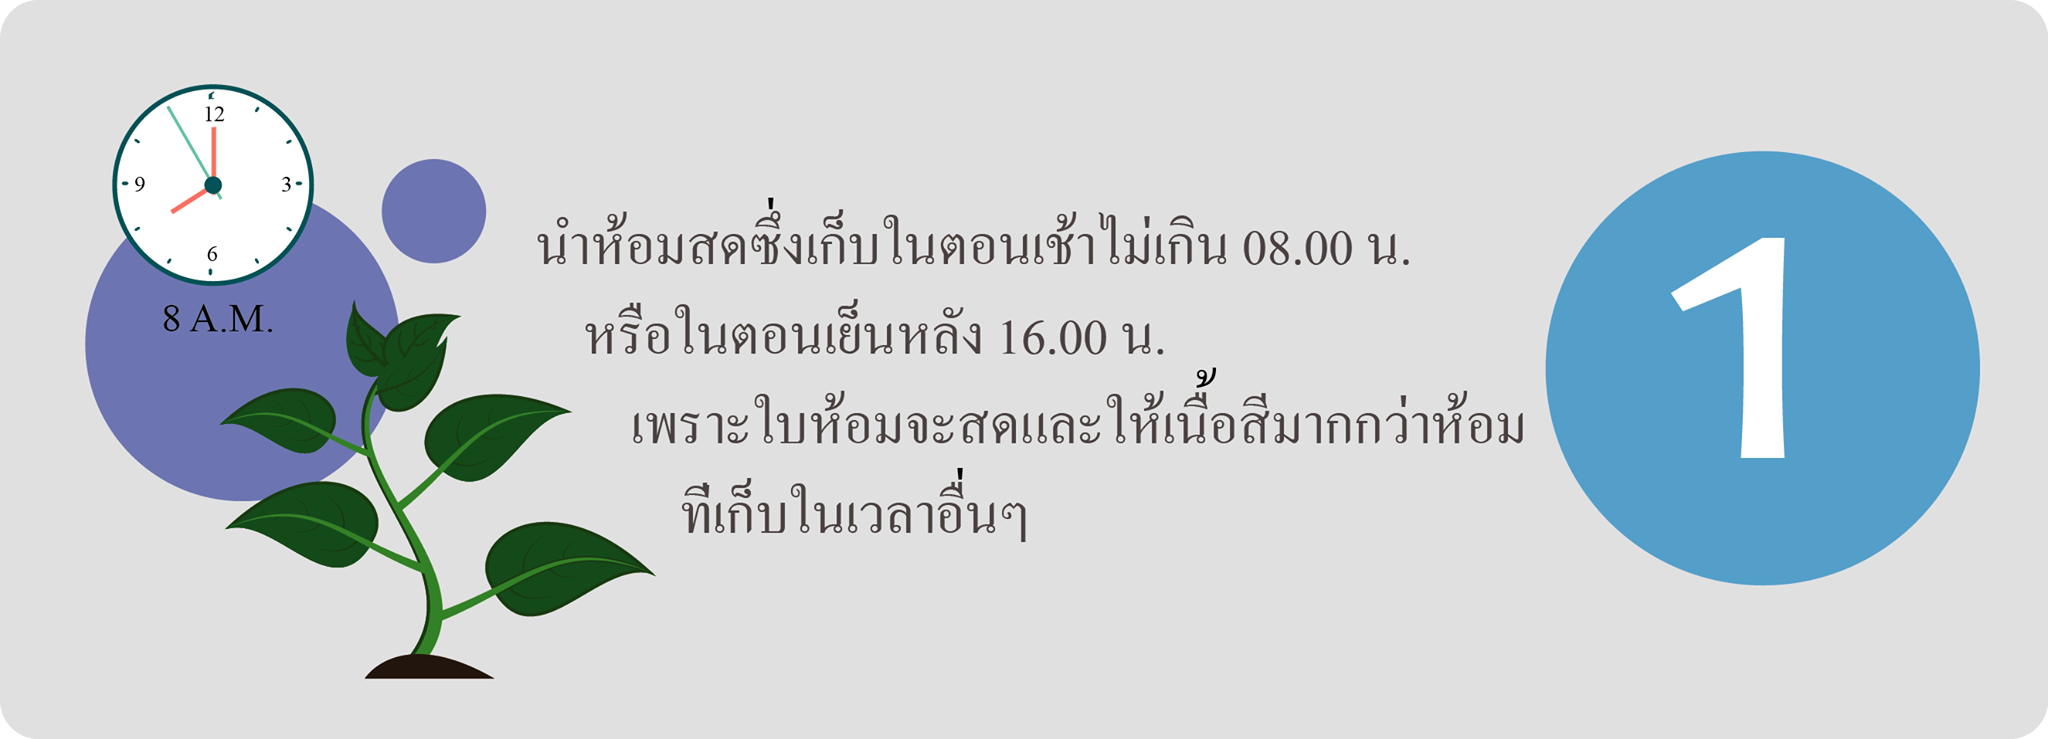 12
9
3
6
8 A.M.
นำห้อมสดซึ่งเก็บในตอนเช้าไม่เกิน 08.00 น.
หรือในตอนเย็นหลัง 16.00 น.
เพราะใบห้อมจะสดและให้เนื้อสีมากกว่าห้อม
ที่เก็บในเวลาอื่นๆ
1